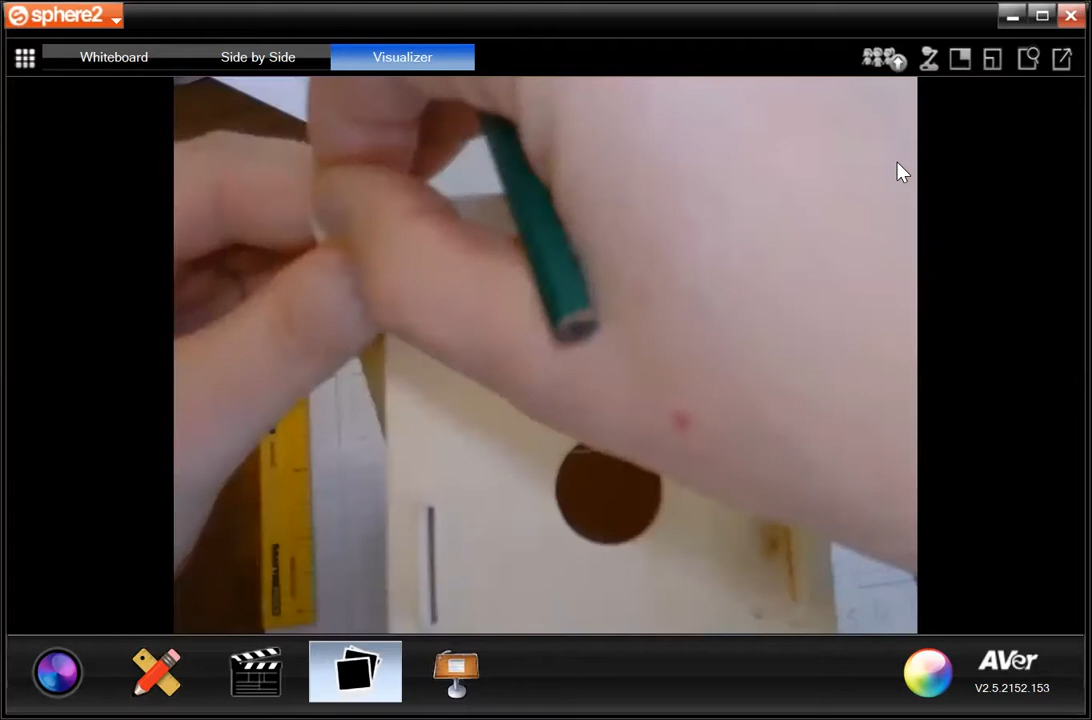 sphere2
Whiteboard
Side by Side
Visualizer
AVer
V2.5.2152.153